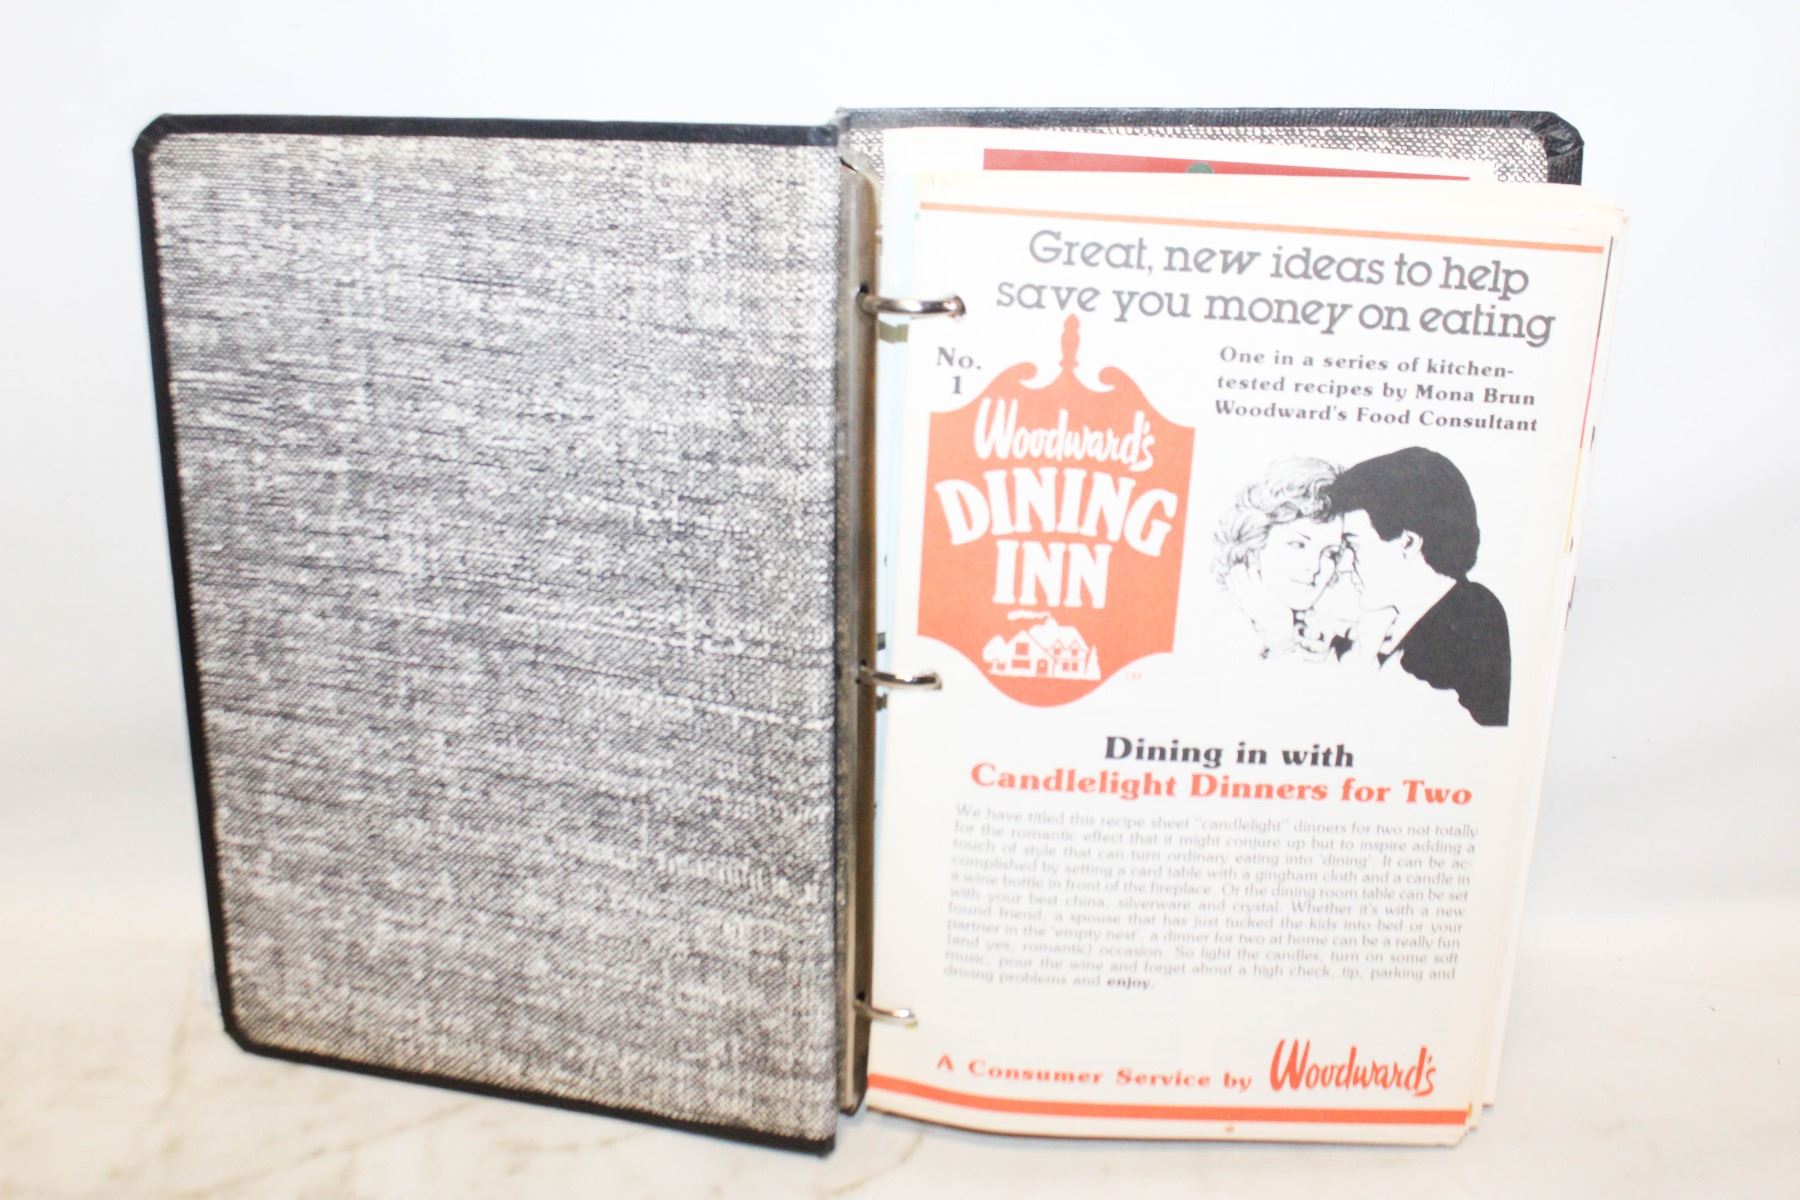 Great, new ideas to help
save you money on eating
No.
1
One in a series of kitchen-
tested recipes by Mona Brun
Woodward's Food Consultant
Woodward's
DINING
INN
TM
Dining in with
Candlelight Dinners for Two
We have titled this recipe sheet "candlelight" dinners for two not totally
for the romantic effect that it might conjure up but to inspire adding a
touch of style that can turn ordinary eating into 'dining'. It can be ac-
complished by setting a card table with a gingham cloth and a candle in
a wine bottle in front of the fireplace. Or the dining room table can be set
with your best china, silverware and crystal. Whether it's with a new
found friend, a spouse that has just tucked the kids into bed or your
partner in the 'empty nest', a dinner for two at home can be a really fun
(and yes, romantic) occasion. So light the candles, turn on some soft
music, pour the wine and forget about a high check, tip, parking and
driving problems and enjoy.
A Consumer Service by Woodward's